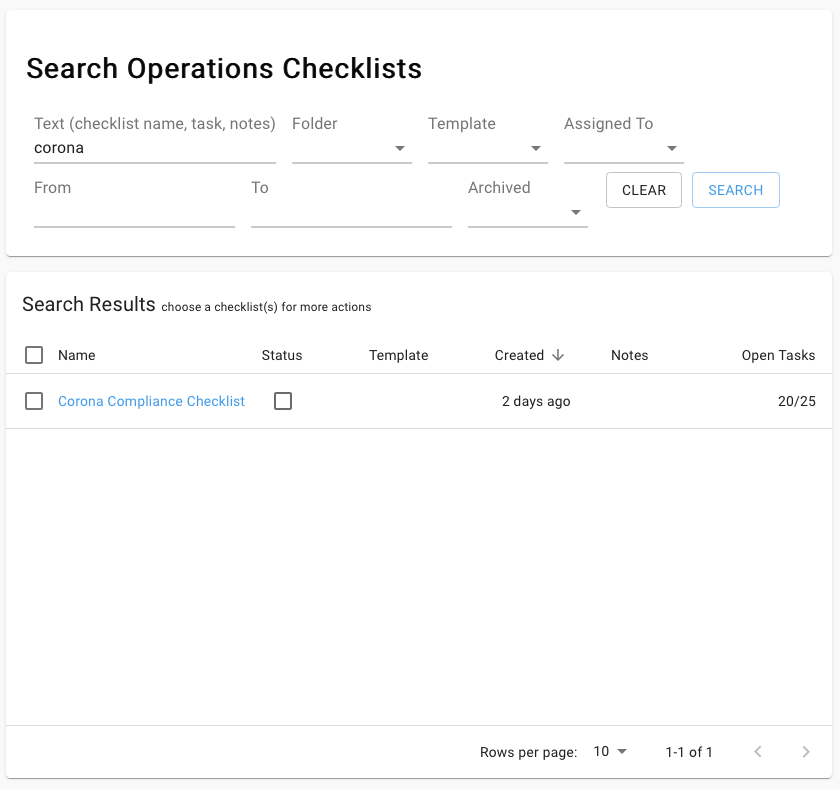 Search Operations Checklists
Text (checklist name, task, notes) Folder Template Assigned To
corona
From To Archived CLEAR SEARCH
Search Results choose a checklist(s) for more actions
Name Status Template Created Notes Open Tasks
Corona Compliance Checklist 2 days ago 20/25
Rows per page: 10 1-1 of 1